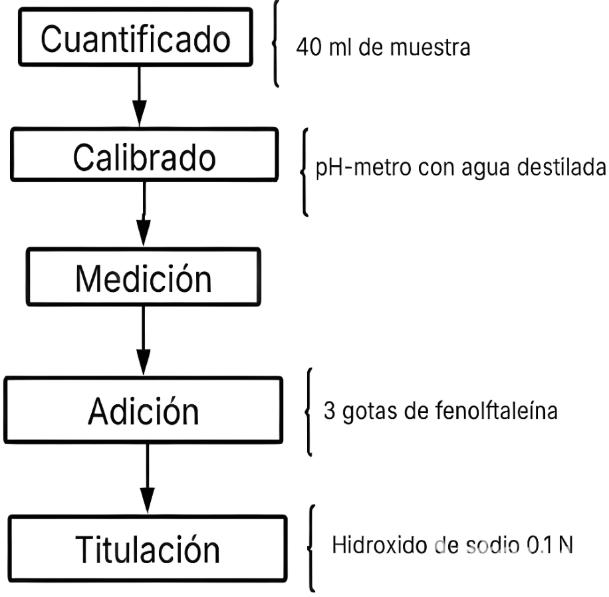 Cuantificado
40 ml de muestra
Calibrado
pH-metro con agua destilada
Medición
Adición
3 gotas de fenolftaleína
Titulación
Hidroxido de sodio 0.1 N